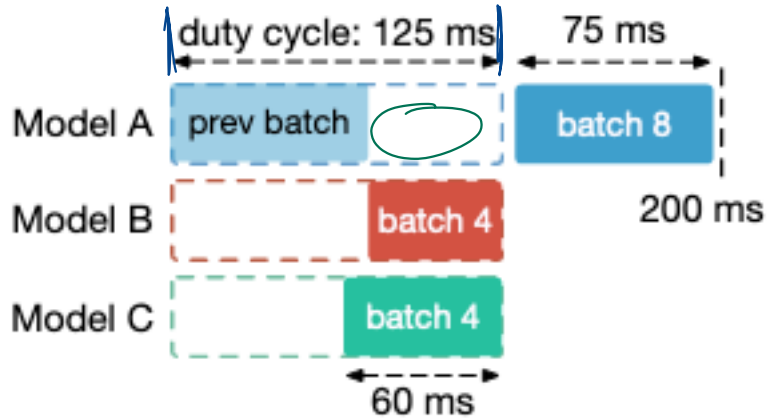 duty cycle: 125 ms
75 ms
Model A
prev batch
batch 8
200 ms
Model B
batch 4
Model C
batch 4
60 ms